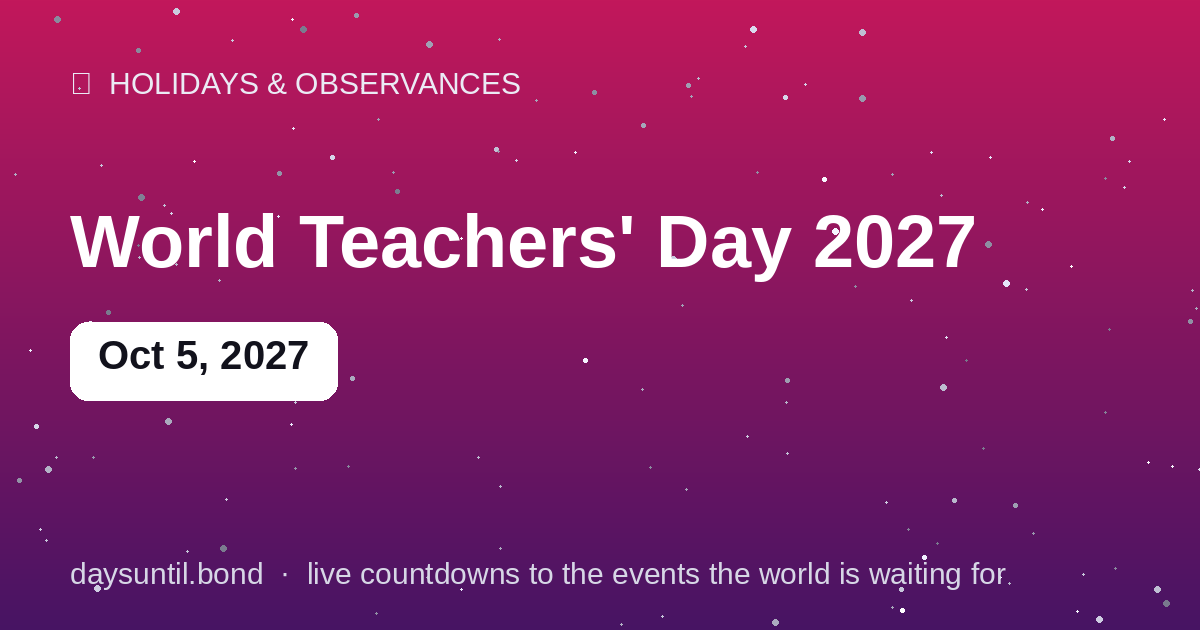 HOLIDAYS & OBSERVANCES
World Teachers' Day 2027
Oct 5, 2027
daysuntil.bond · live countdowns to the events the world is waiting for